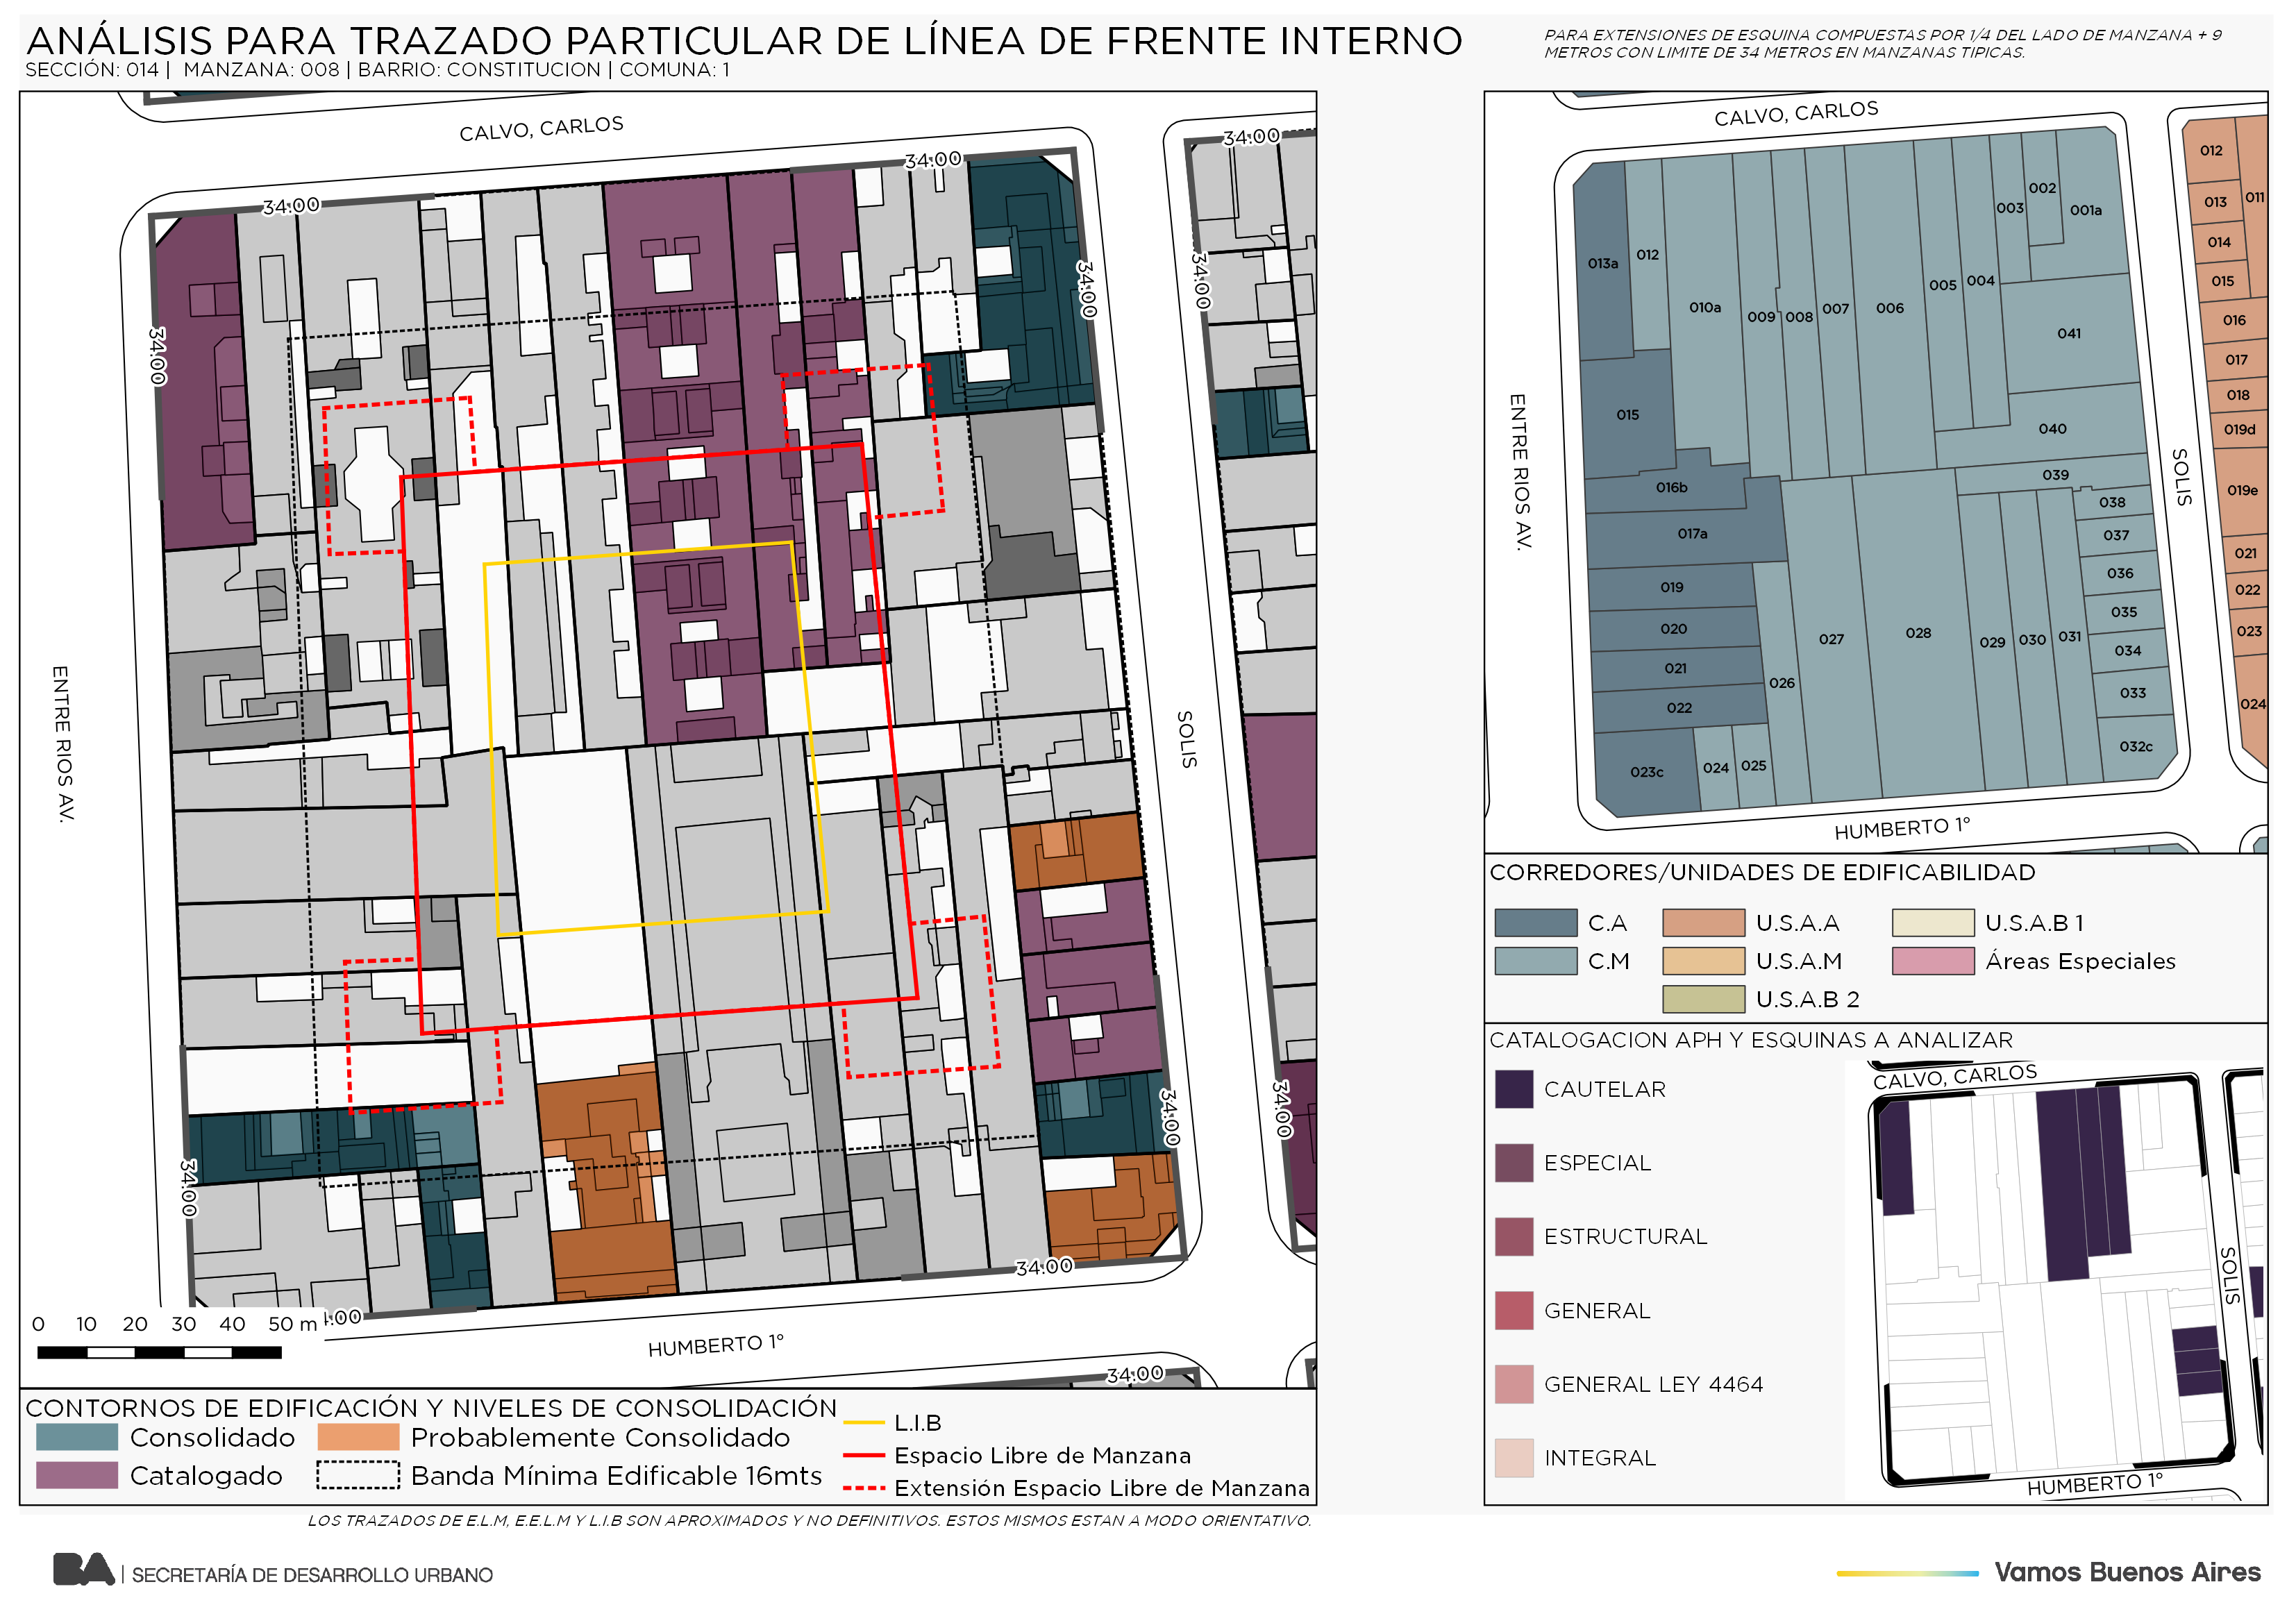 ANÁLISIS PARA TRAZADO PARTICULAR DE LÍNEA DE FRENTE INTERNO
SECCIÓN: 014 | MANZANA: 008 | BARRIO: CONSTITUCION | COMUNA: 1
PARA EXTENSIONES DE ESQUINA COMPUESTAS POR 1/4 DEL LADO DE MANZANA + 9
METROS CON LIMITE DE 34 METROS EN MANZANAS TIPICAS.
CALVO, CARLOS
34.00
34.00
34.00
34.00
34.00
34.00
ENTRE RIOS AV.
SOLIS
34.00
34.00
34.00
34.00
HUMBERTO 1°
34.00
0 10 20 30 40 50 m
CONTORNOS DE EDIFICACIÓN Y NIVELES DE CONSOLIDACIÓN
Consolidado
Probablemente Consolidado
Catalogado
Banda Mínima Edificable 16mts
L.I.B
Espacio Libre de Manzana
Extensión Espacio Libre de Manzana
LOS TRAZADOS DE E.L.M, E.E.L.M Y L.I.B SON APROXIMADOS Y NO DEFINITIVOS. ESTOS MISMOS ESTAN A MODO ORIENTATIVO.
CALVO, CARLOS
ENTRE RIOS AV.
SOLIS
HUMBERTO 1°
013a
012
010a
009
008
007
006
005
004
003
002
001a
041
040
039
038
037
036
035
034
033
032c
031
030
029
028
027
026
025
024
023c
022
021
020
019
017a
016b
015
012
011
013
014
015
016
017
018
019d
019e
021
022
023
024
CORREDORES/UNIDADES DE EDIFICABILIDAD
C.A
U.S.A.A
U.S.A.B 1
C.M
U.S.A.M
Áreas Especiales
U.S.A.B 2
CATALOGACION APH Y ESQUINAS A ANALIZAR
CAUTELAR
ESPECIAL
ESTRUCTURAL
GENERAL
GENERAL LEY 4464
INTEGRAL
CALVO, CARLOS
SOLIS
HUMBERTO 1°
BA | SECRETARÍA DE DESARROLLO URBANO
Vamos Buenos Aires